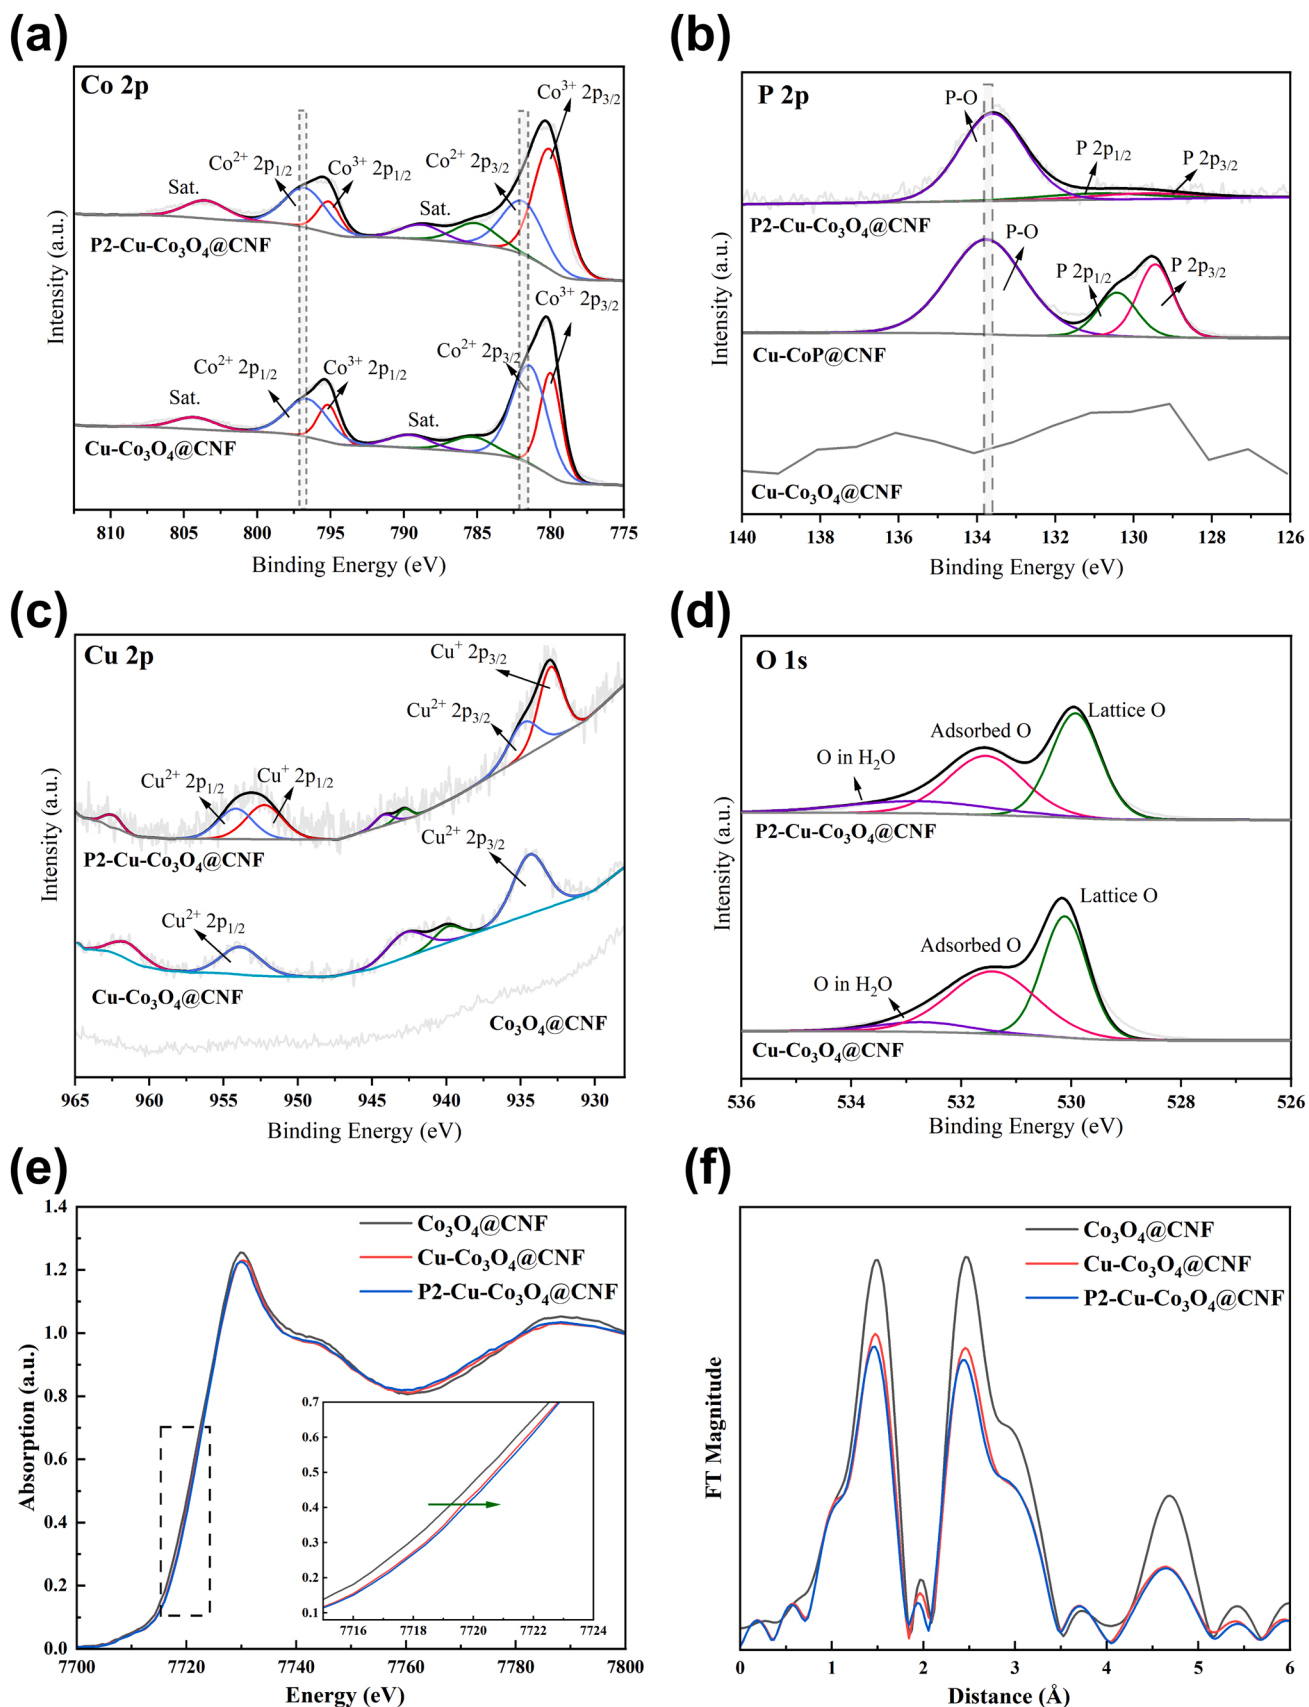 (a)
Co 2p
Co³⁺ 2p₃/₂
Co²⁺ 2p₁/₂
Co³⁺ 2p₁/₂
Co²⁺ 2p₃/₂
Sat.
Sat.
P2-Cu-Co₃O₄@CNF
Co³⁺ 2p₃/₂
Co²⁺ 2p₁/₂
Co³⁺ 2p₁/₂
Co²⁺ 2p₃/₂
Sat.
Sat.
Cu-Co₃O₄@CNF
Intensity (a.u.)
810 805 800 795 790 785 780 775
Binding Energy (eV)
(b)
P 2p
P-O
P 2p₁/₂
P 2p₃/₂
P2-Cu-Co₃O₄@CNF
P-O
P 2p₁/₂
P 2p₃/₂
Cu-CoP@CNF
Cu-Co₃O₄@CNF
Intensity (a.u.)
140 138 136 134 132 130 128 126
Binding Energy (eV)
(c)
Cu 2p
Cu⁺ 2p₃/₂
Cu²⁺ 2p₃/₂
Cu²⁺ 2p₁/₂
Cu⁺ 2p₁/₂
P2-Cu-Co₃O₄@CNF
Cu²⁺ 2p₃/₂
Cu²⁺ 2p₁/₂
Cu-Co₃O₄@CNF
Co₃O₄@CNF
Intensity (a.u.)
965 960 955 950 945 940 935 930
Binding Energy (eV)
(d)
O 1s
Lattice O
Adsorbed O
O in H₂O
P2-Cu-Co₃O₄@CNF
Lattice O
Adsorbed O
O in H₂O
Cu-Co₃O₄@CNF
Intensity (a.u.)
536 534 532 530 528 526
Binding Energy (eV)
(e)
Co₃O₄@CNF
Cu-Co₃O₄@CNF
P2-Cu-Co₃O₄@CNF
Absorption (a.u.)
1.4
1.2
1.0
0.8
0.6
0.4
0.2
0.0
0.7
0.6
0.5
0.4
0.3
0.2
0.1
7716 7718 7720 7722 7724
7700 7720 7740 7760 7780 7800
Energy (eV)
(f)
Co₃O₄@CNF
Cu-Co₃O₄@CNF
P2-Cu-Co₃O₄@CNF
FT Magnitude
0 1 2 3 4 5 6
Distance (Å)